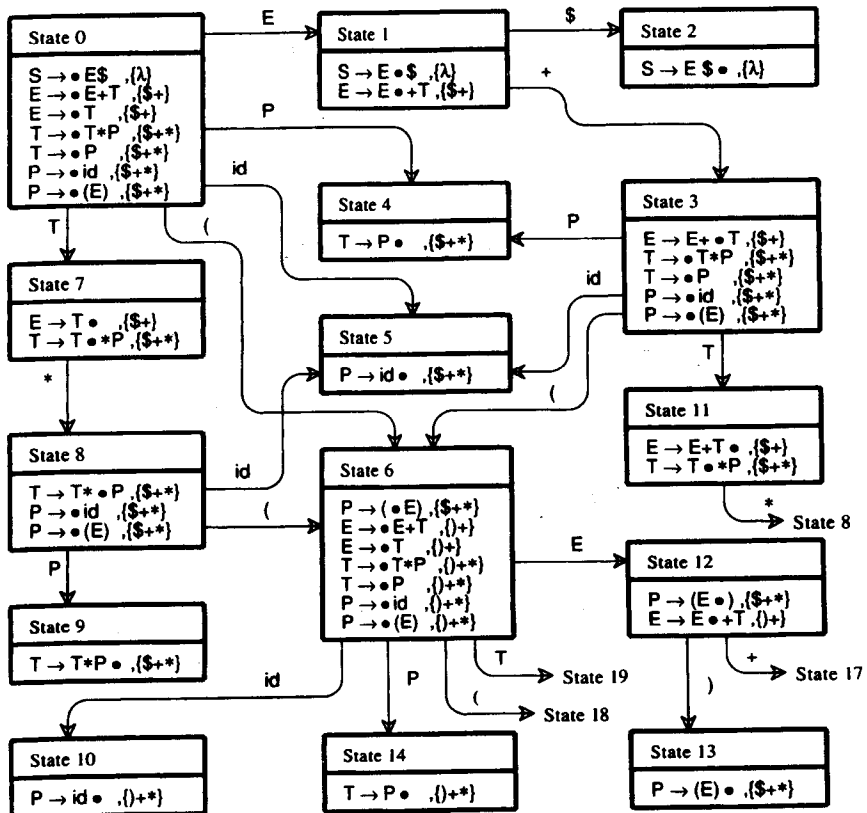 State 0
S → ● E$ ,{λ}
E → ● E+T ,{$+}
E → ● T ,{$+}
T → ● T*P ,{$+*}
T → ● P ,{$+*}
P → ● id ,{$+*}
P → ● (E) ,{$+*}
E
State 1
S → E ● $ ,{λ}
E → E ● +T ,{$+}
$
State 2
S → E $ ● ,{λ}
+
P
id
State 4
T → P ● ,{$+*}
P
State 3
E → E+ ● T ,{$+}
T → ● T*P ,{$+*}
T → ● P ,{$+*}
P → ● id ,{$+*}
P → ● (E) ,{$+*}
T
(
State 7
E → T ● ,{$+}
T → T ● *P ,{$+*}
id
State 5
P → id ● ,{$+*}
T
*
(
State 11
E → E+T ● ,{$+}
T → T ● *P ,{$+*}
*
State 8
State 8
T → T* ● P ,{$+*}
P → ● id ,{$+*}
P → ● (E) ,{$+*}
id
(
State 6
P → ( ● E) ,{$+*}
E → ● E+T ,{)+}
E → ● T ,{)+}
T → ● T*P ,{)+*}
T → ● P ,{)+*}
P → ● id ,{)+*}
P → ● (E) ,{)+*}
E
State 12
P → (E ● ) ,{$+*}
E → E ● +T ,{)+}
P
State 9
T → T*P ● ,{$+*}
T
State 19
+
State 17
id
P
(
State 18
)
State 10
P → id ● ,{)+*}
State 14
T → P ● ,{)+*}
State 13
P → (E) ● ,{$+*}